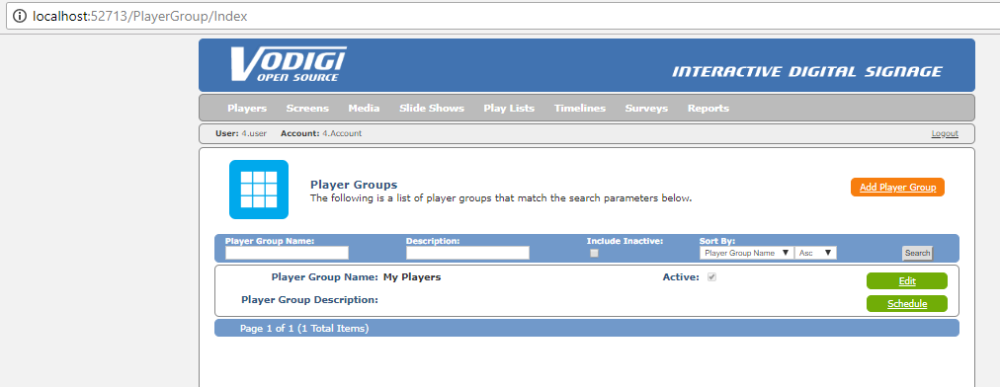 localhost:52713/PlayerGroup/Index
VODIGI
OPEN SOURCE
INTERACTIVE DIGITAL SIGNAGE
Players Screens Media Slide Shows Play Lists Timelines Surveys Reports
User: 4.user Account: 4.Account Logout
Player Groups
The following is a list of player groups that match the search parameters below.
Add Player Group
Player Group Name: Description: Include Inactive: Sort By:
Player Group Name Asc Search
Player Group Name: My Players Active: Edit
Player Group Description: Schedule
Page 1 of 1 (1 Total Items)